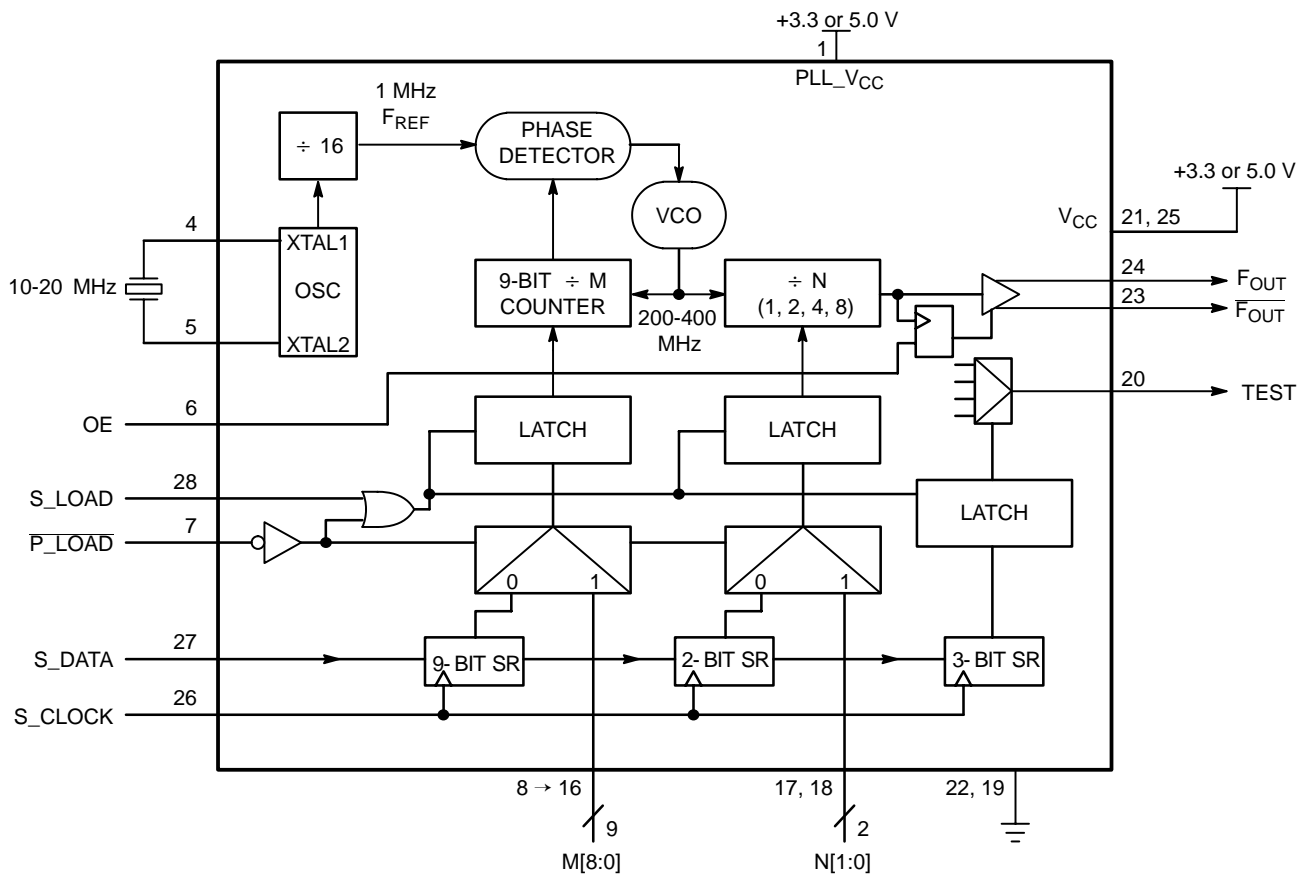 +3.3 or 5.0 V
1
PLL_VCC
1 MHz
FREF
÷ 16
PHASE
DETECTOR
+3.3 or 5.0 V
VCO
VCC
21, 25
4
XTAL1
10-20 MHz
OSC
5
XTAL2
9-BIT ÷ M
COUNTER
200-400
MHz
÷ N
(1, 2, 4, 8)
24
FOUT
23
FOUT
20
TEST
6
OE
LATCH
LATCH
28
S_LOAD
7
P_LOAD
LATCH
0
1
0
1
27
S_DATA
9- BIT SR
2- BIT SR
3- BIT SR
26
S_CLOCK
8 → 16
17, 18
22, 19
9
2
M[8:0]
N[1:0]